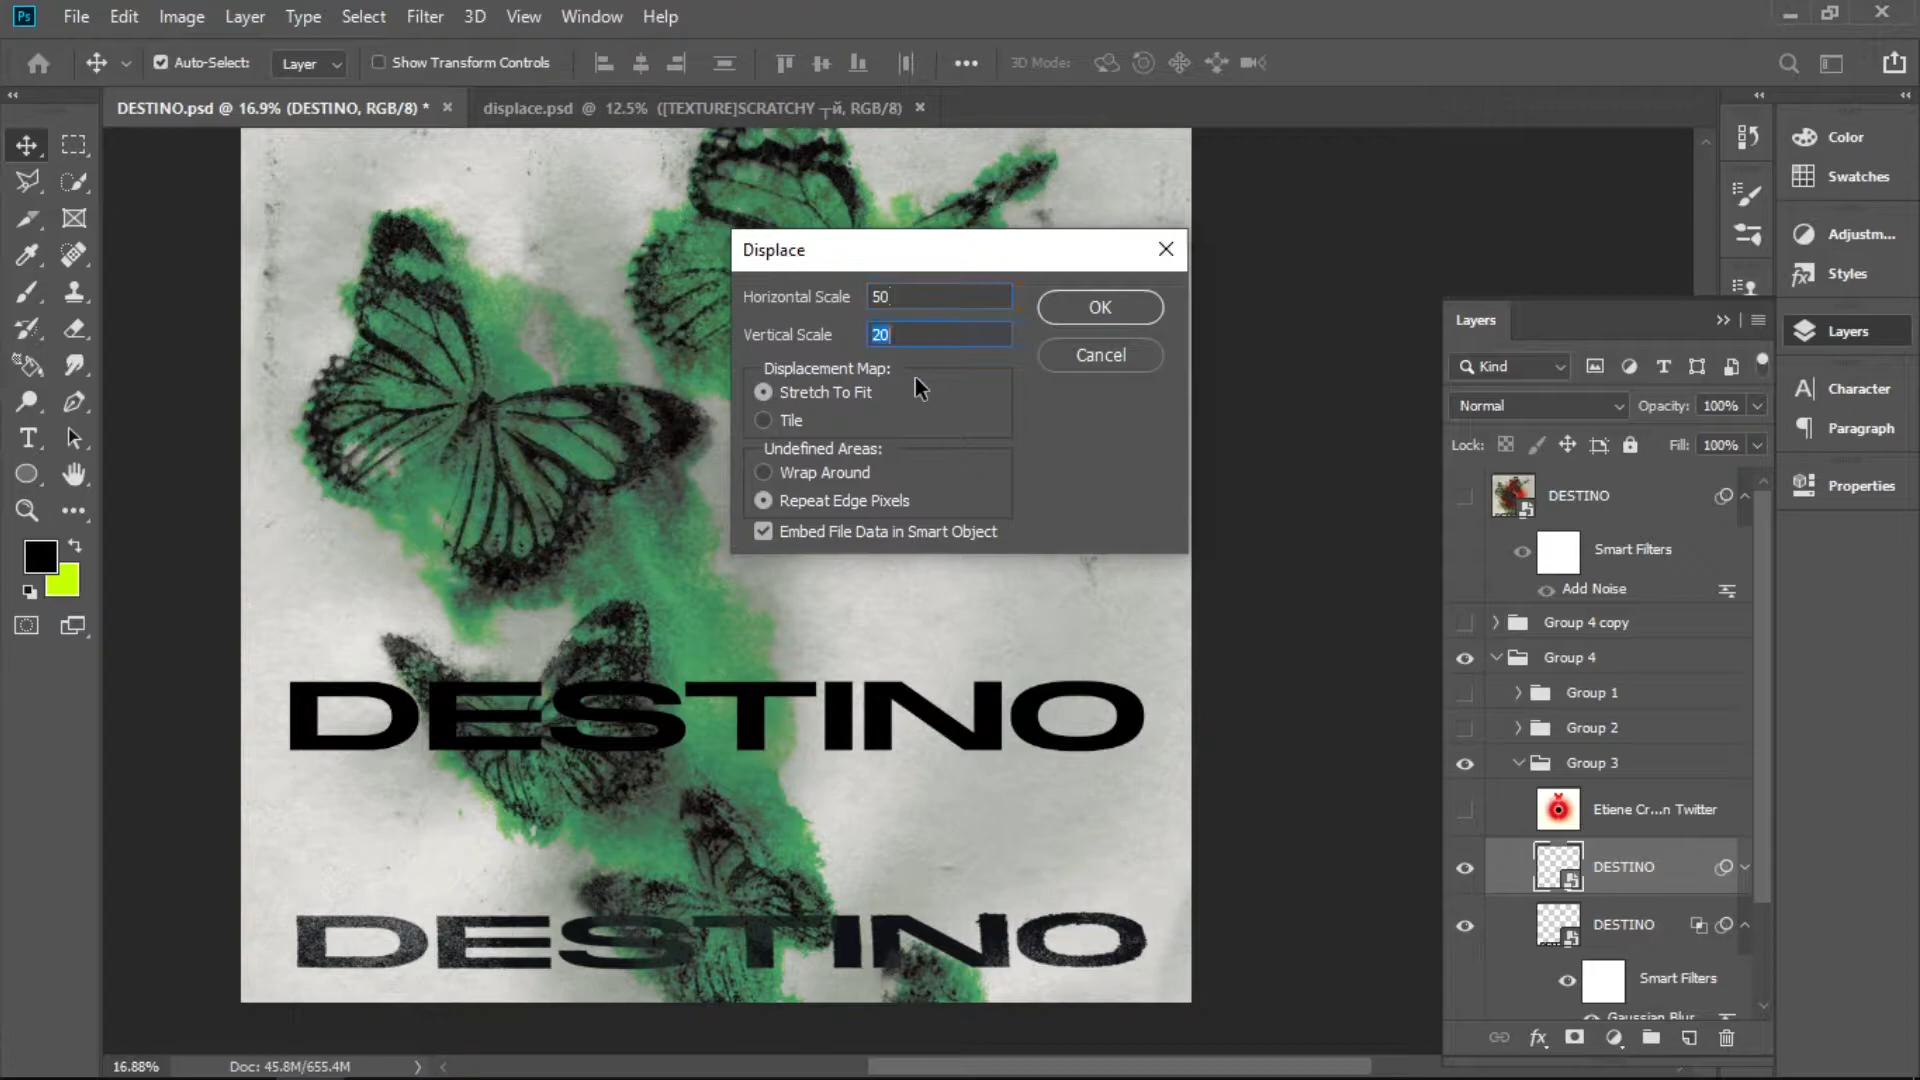 Ps File Edit Image Layer Type Select Filter 3D View Window Help
Auto-Select: Layer Show Transform Controls 3D Mode:
DESTINO.psd @ 16.9% (DESTINO, RGB/8) * displace.psd @ 12.5% ([TEXTURE]SCRATCHY ┬й, RGB/8)
Displace
Horizontal Scale 50
Vertical Scale 20
OK
Cancel
Displacement Map:
Stretch To Fit
Tile
Undefined Areas:
Wrap Around
Repeat Edge Pixels
Embed File Data in Smart Object
DESTINO
DESTINO
Color
Swatches
Adjustm...
Styles
Layers
Character
Paragraph
Properties
Layers
Kind
Normal Opacity: 100%
Lock: Fill: 100%
DESTINO
Smart Filters
Add Noise
Group 4 copy
Group 4
Group 1
Group 2
Group 3
Etiene Cr...n Twitter
DESTINO
DESTINO
Smart Filters
Gaussian Blur
fx
16.88% Doc: 45.8M/655.4M